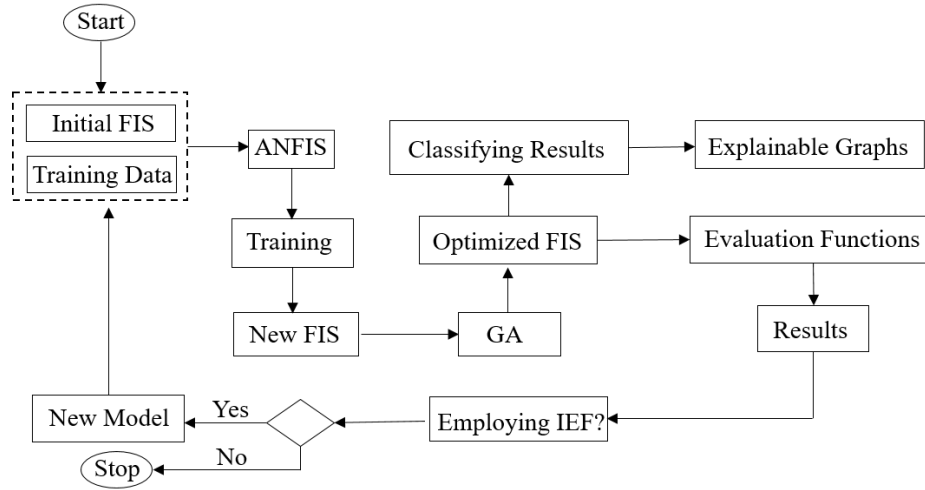 Start
Initial FIS
Training Data
ANFIS
Training
New FIS
GA
Optimized FIS
Classifying Results
Explainable Graphs
Evaluation Functions
Results
Employing IEF?
Yes
New Model
No
Stop